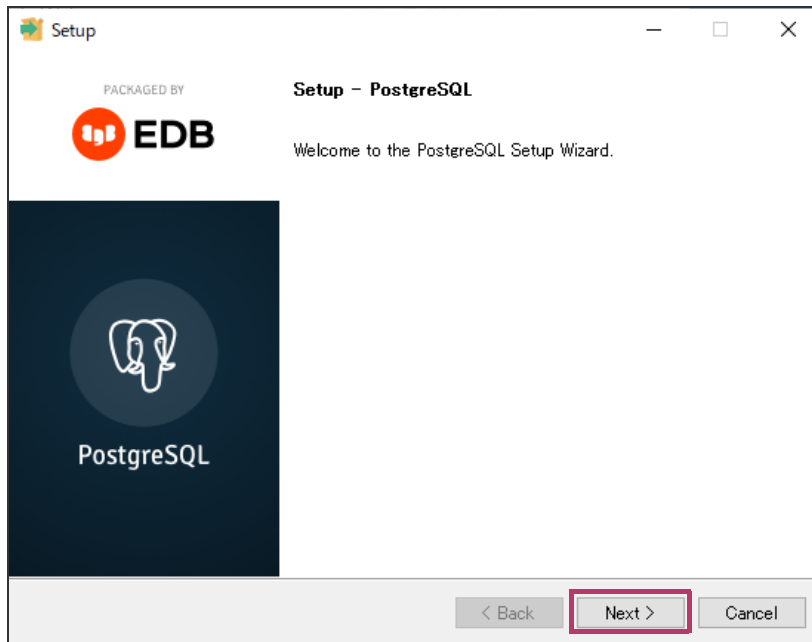 Setup
PACKAGED BY
EDB
Setup - PostgreSQL
Welcome to the PostgreSQL Setup Wizard.
PostgreSQL
< Back
Next >
Cancel